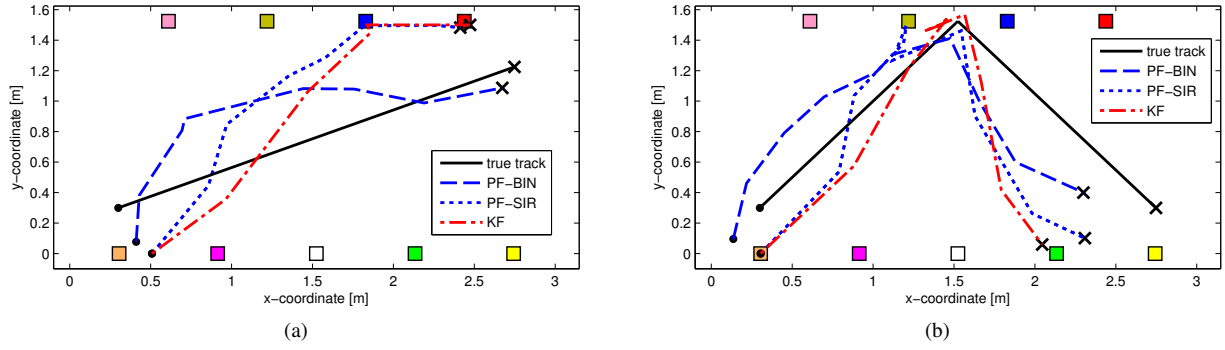 1.6
1.4
1.2
1
0.8
0.6
0.4
0.2
0
y−coordinate [m]
true track
PF−BIN
PF−SIR
KF
0 0.5 1 1.5 2 2.5 3
x−coordinate [m]
(a)
1.6
1.4
1.2
1
0.8
0.6
0.4
0.2
0
y−coordinate [m]
true track
PF−BIN
PF−SIR
KF
0 0.5 1 1.5 2 2.5 3
x−coordinate [m]
(b)